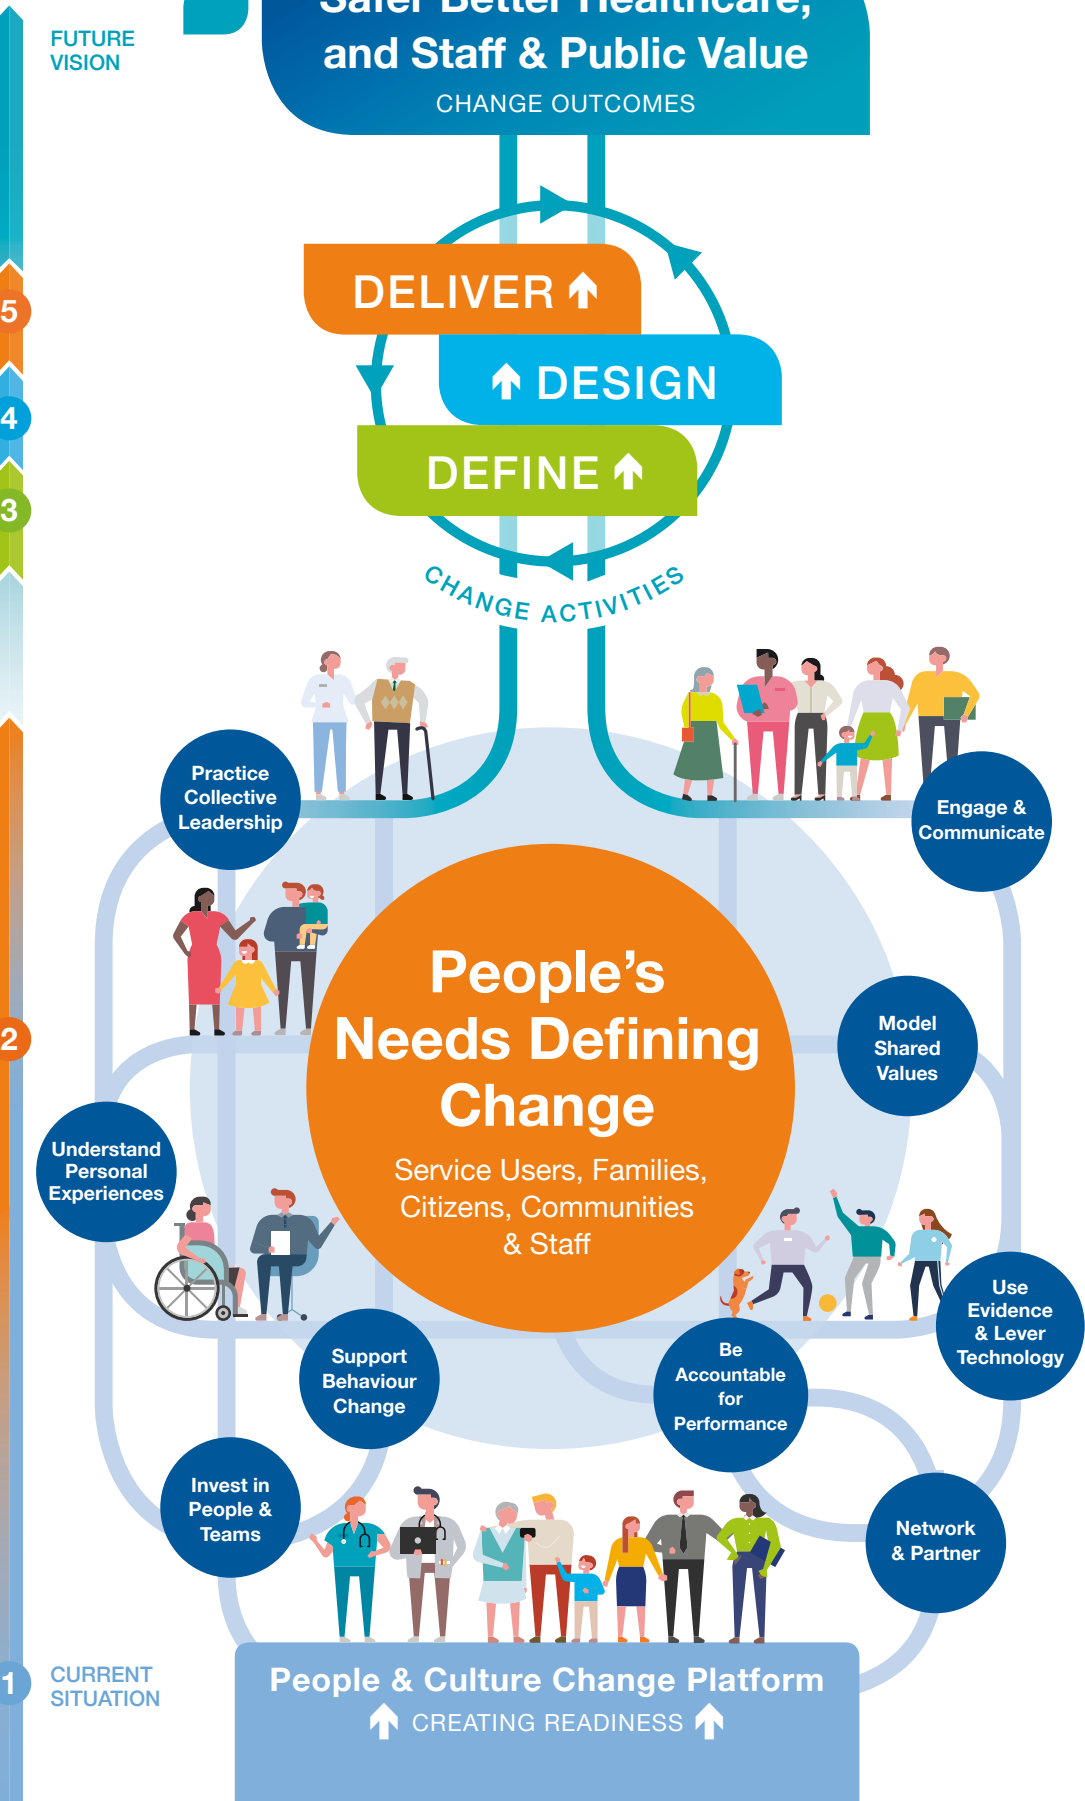 Safer Better Healthcare,
and Staff & Public Value
CHANGE OUTCOMES
FUTURE
VISION
5
DELIVER
4
DESIGN
3
DEFINE
CHANGE ACTIVITIES
Practice
Collective
Leadership
Engage &
Communicate
2
People’s
Needs Defining
Change
Service Users, Families,
Citizens, Communities
& Staff
Model
Shared
Values
Understand
Personal
Experiences
Use
Evidence
& Lever
Technology
Support
Behaviour
Change
Be
Accountable
for
Performance
Invest in
People &
Teams
Network
& Partner
1
CURRENT
SITUATION
People & Culture Change Platform
CREATING READINESS